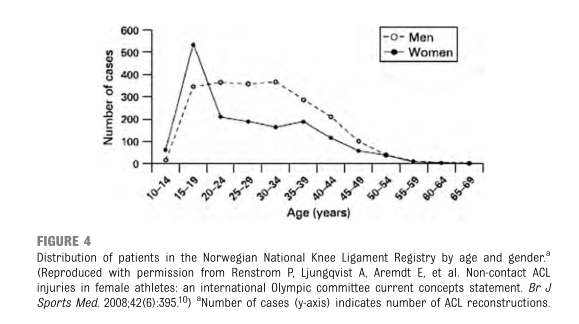 600
500
400
300
200
100
0
Number of cases
-o- Men
Women
10–14
15–19
20–24
25–29
30–34
35–39
40–44
45–49
50–54
55–59
60–64
65–69
Age (years)
FIGURE 4
Distribution of patients in the Norwegian National Knee Ligament Registry by age and gender.a
(Reproduced with permission from Renstrom P, Ljungqvist A, Aremdt E, et al. Non-contact ACL
injuries in female athletes: an international Olympic committee current concepts statement. Br J
Sports Med. 2008;42(6):395.10) aNumber of cases (y-axis) indicates number of ACL reconstructions.